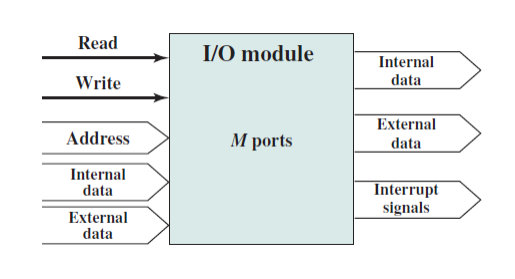 Read
Write
Address
Internal
data
External
data
I/O module
M ports
Internal
data
External
data
Interrupt
signals